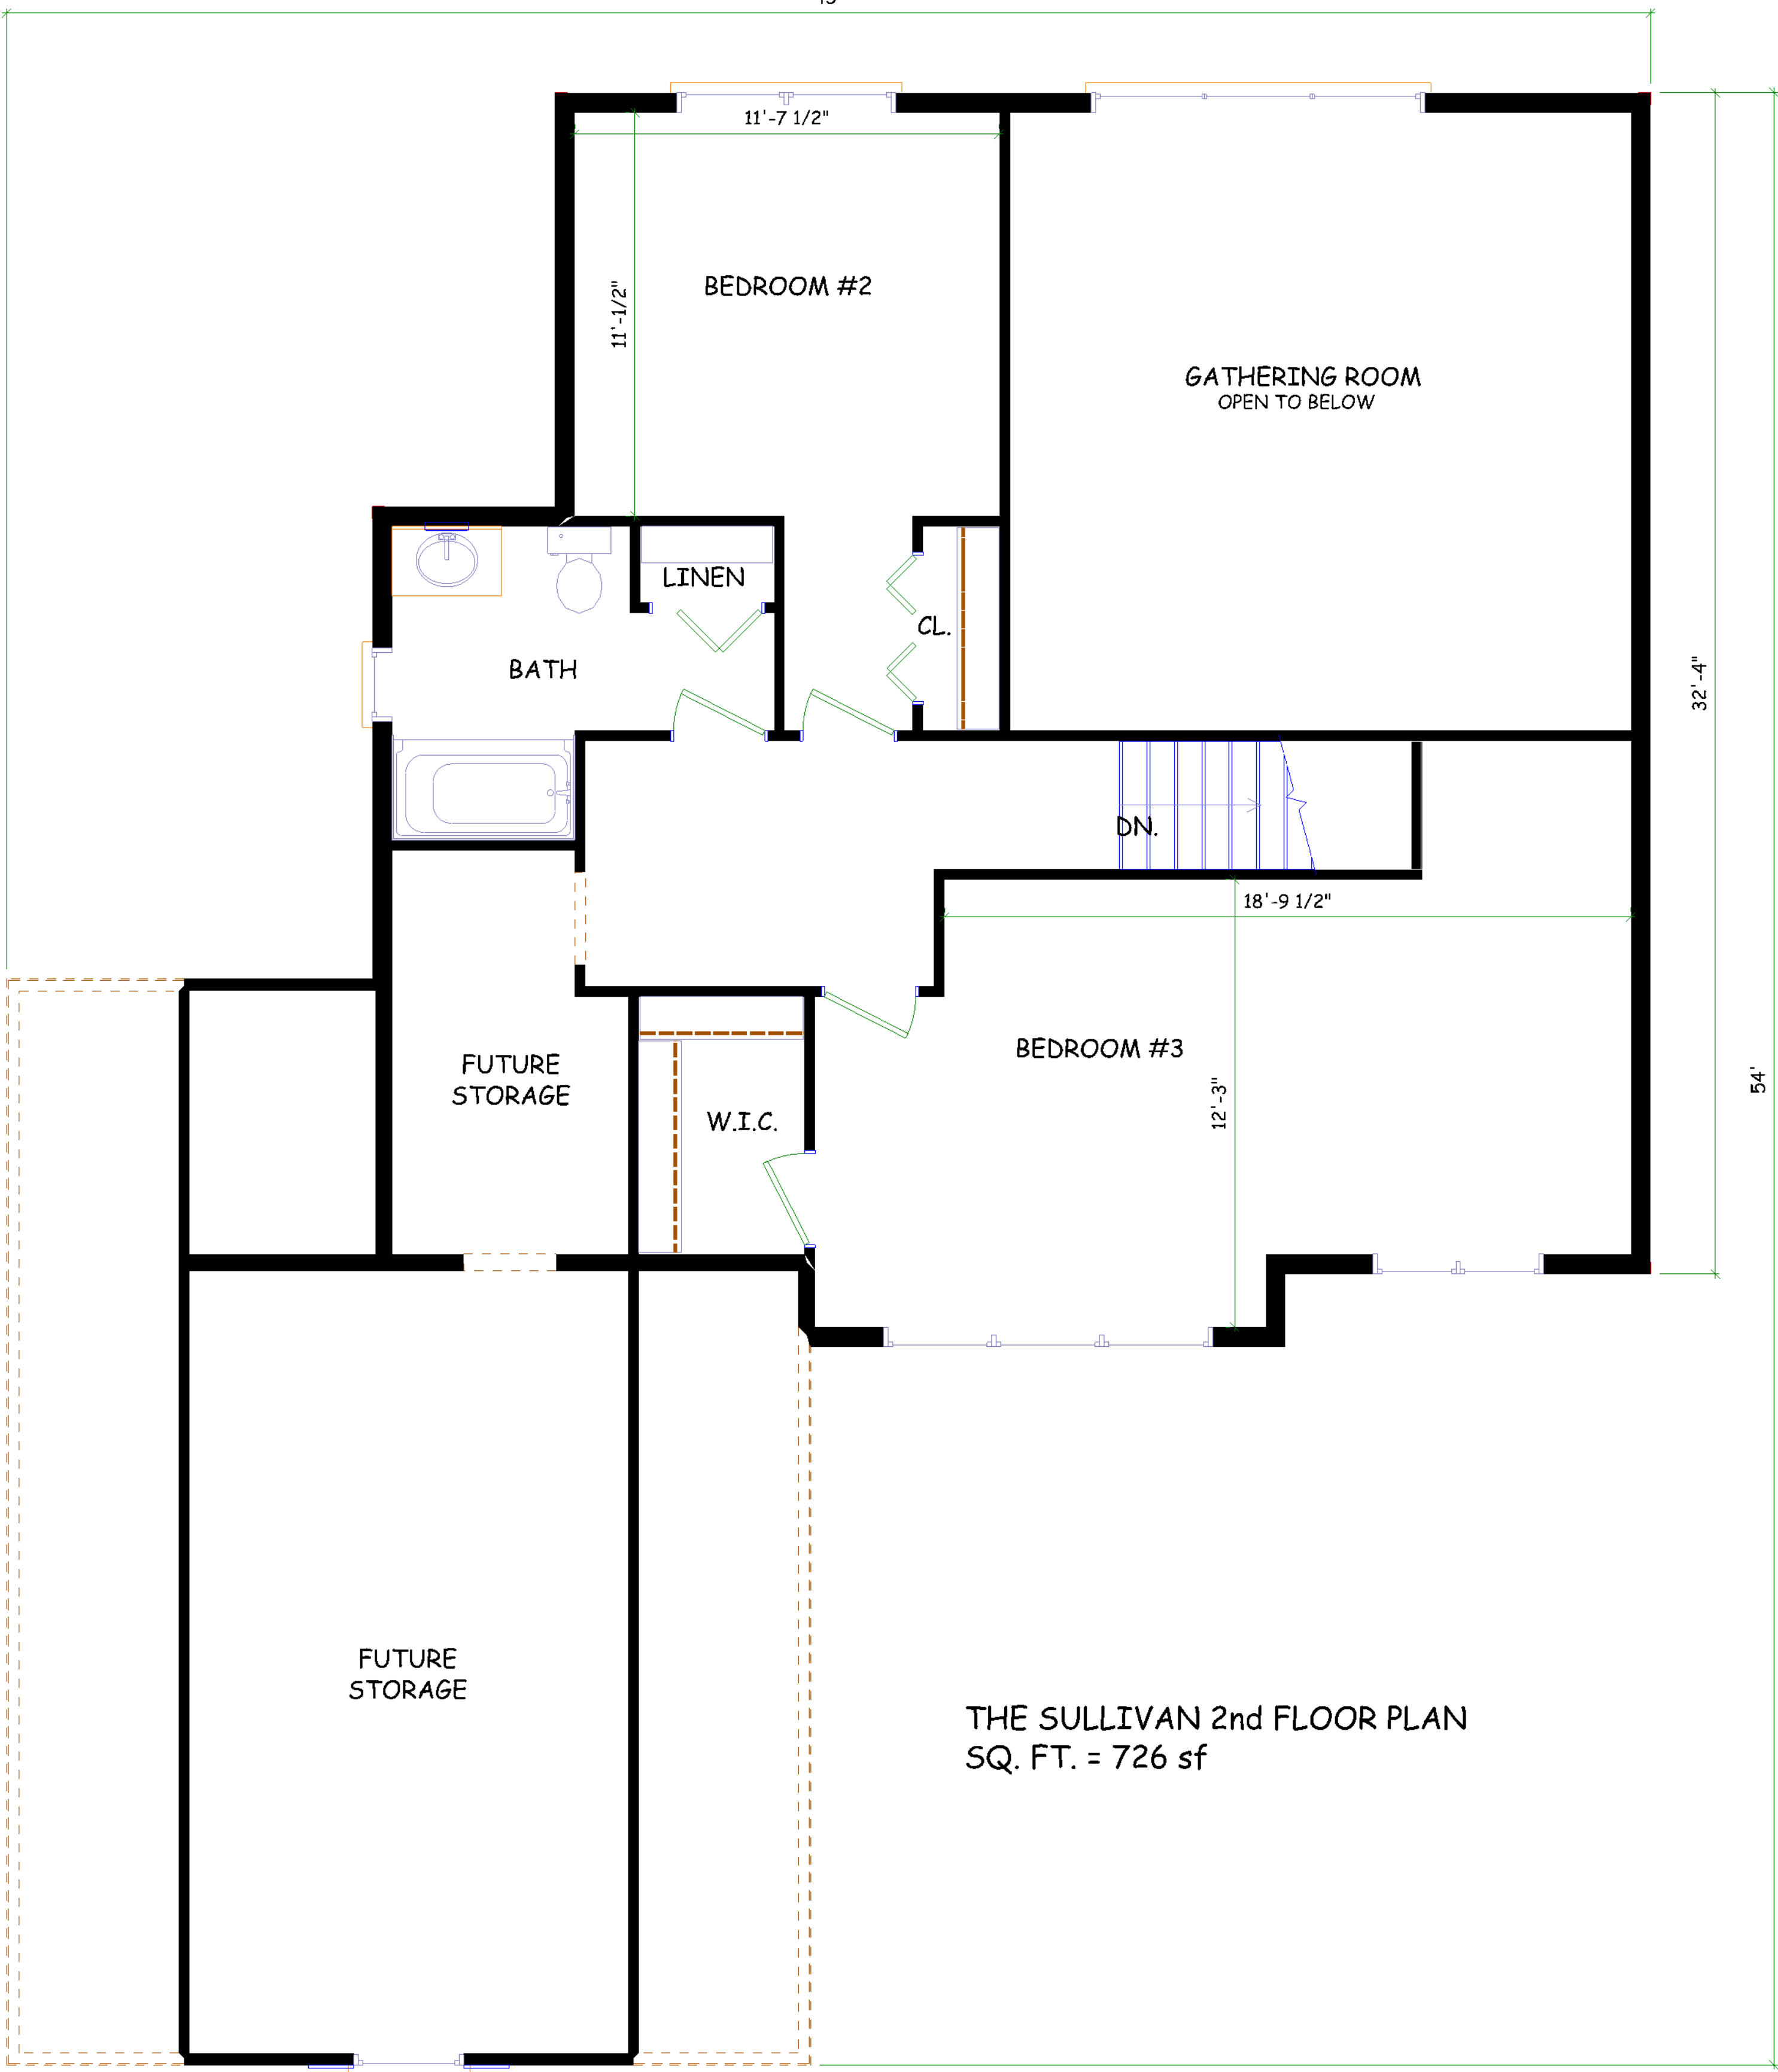 11'-7 1/2"
BEDROOM #2
11'-1/2"
GATHERING ROOM
OPEN TO BELOW
LINEN
CL.
BATH
32'-4"
DN.
18'-9 1/2"
BEDROOM #3
12'-3"
54'
FUTURE
STORAGE
W.I.C.
FUTURE
STORAGE
THE SULLIVAN 2nd FLOOR PLAN
SQ. FT. = 726 sf